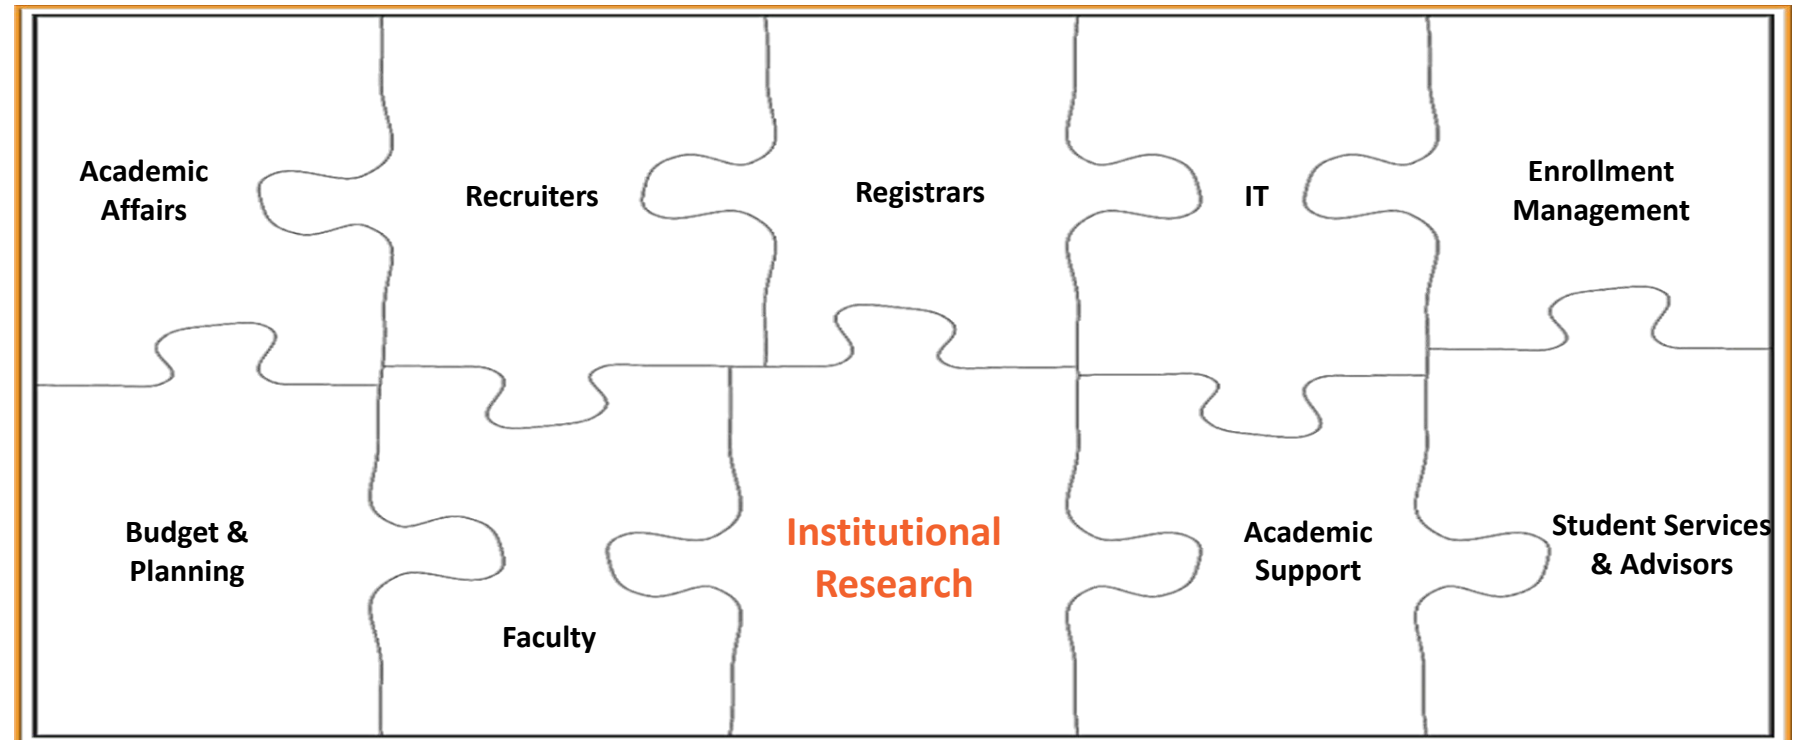 Academic
Affairs
Recruiters
Registrars
IT
Enrollment
Management
Budget &
Planning
Faculty
Institutional
Research
Academic
Support
Student Services
& Advisors